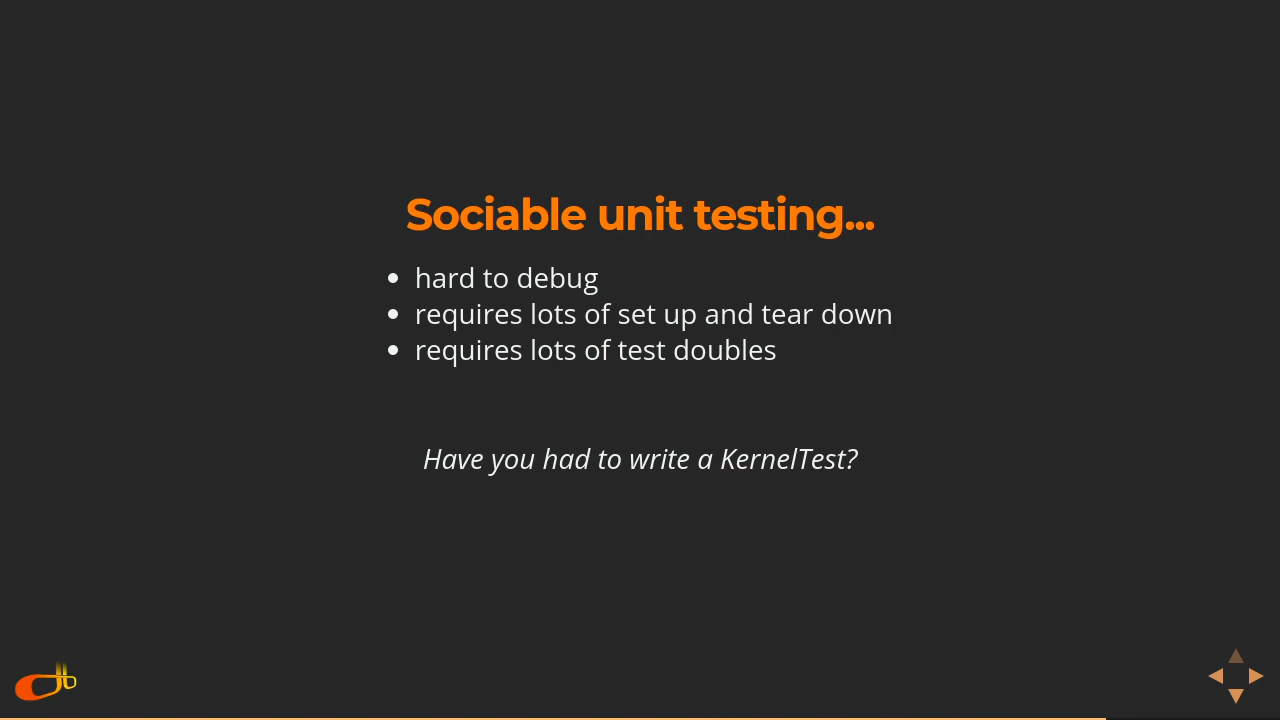 Sociable unit testing...
hard to debug
requires lots of set up and tear down
requires lots of test doubles
Have you had to write a KernelTest?